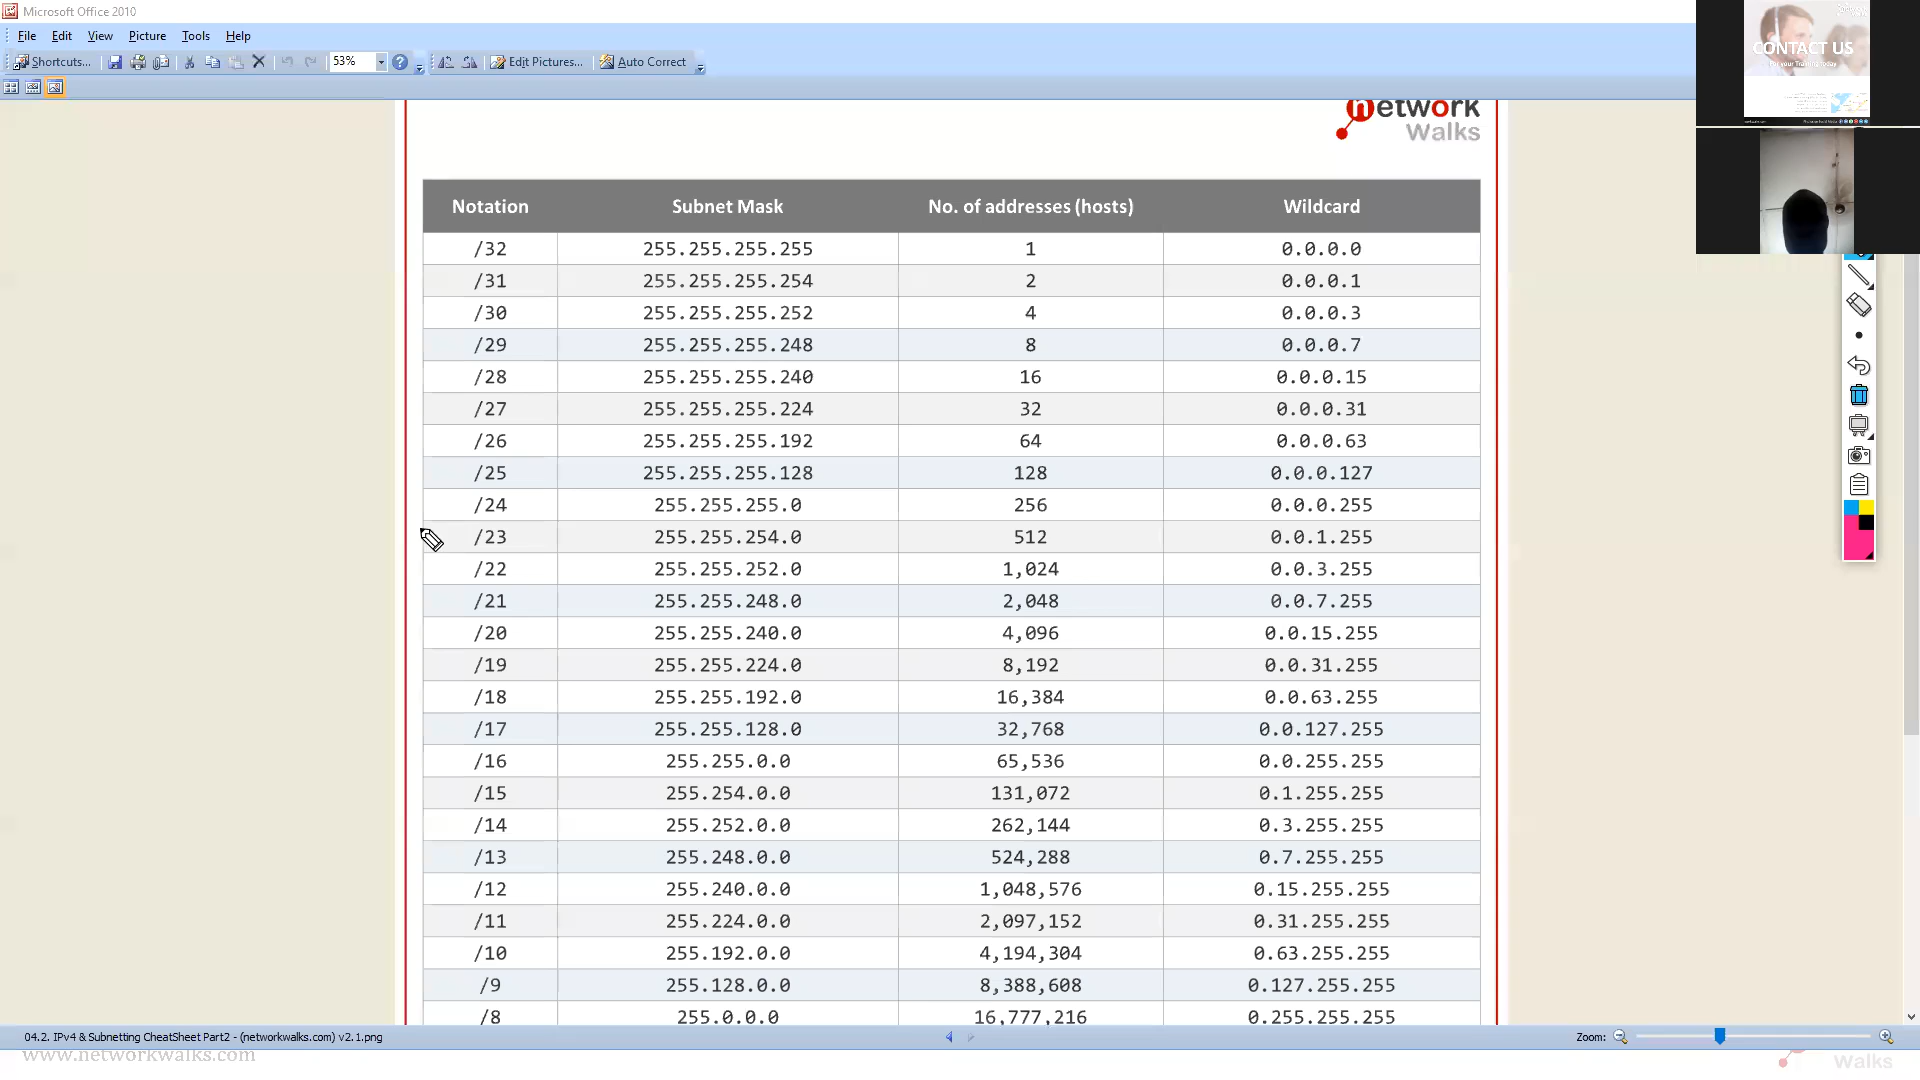 Microsoft Office 2010
File Edit View Picture Tools Help
Shortcuts... 53% Edit Pictures... Auto Correct
CONTACT US
For your Training today
network
Walks
Notation Subnet Mask No. of addresses (hosts) Wildcard
/32 255.255.255.255 1 0.0.0.0
/31 255.255.255.254 2 0.0.0.1
/30 255.255.255.252 4 0.0.0.3
/29 255.255.255.248 8 0.0.0.7
/28 255.255.255.240 16 0.0.0.15
/27 255.255.255.224 32 0.0.0.31
/26 255.255.255.192 64 0.0.0.63
/25 255.255.255.128 128 0.0.0.127
/24 255.255.255.0 256 0.0.0.255
/23 255.255.254.0 512 0.0.1.255
/22 255.255.252.0 1,024 0.0.3.255
/21 255.255.248.0 2,048 0.0.7.255
/20 255.255.240.0 4,096 0.0.15.255
/19 255.255.224.0 8,192 0.0.31.255
/18 255.255.192.0 16,384 0.0.63.255
/17 255.255.128.0 32,768 0.0.127.255
/16 255.255.0.0 65,536 0.0.255.255
/15 255.254.0.0 131,072 0.1.255.255
/14 255.252.0.0 262,144 0.3.255.255
/13 255.248.0.0 524,288 0.7.255.255
/12 255.240.0.0 1,048,576 0.15.255.255
/11 255.224.0.0 2,097,152 0.31.255.255
/10 255.192.0.0 4,194,304 0.63.255.255
/9 255.128.0.0 8,388,608 0.127.255.255
/8 255.0.0.0 16,777,216 0.255.255.255
04.2. IPv4 & Subnetting CheatSheet Part2 - (networkwalks.com) v2.1.png Zoom:
www.networkwalks.com Walks